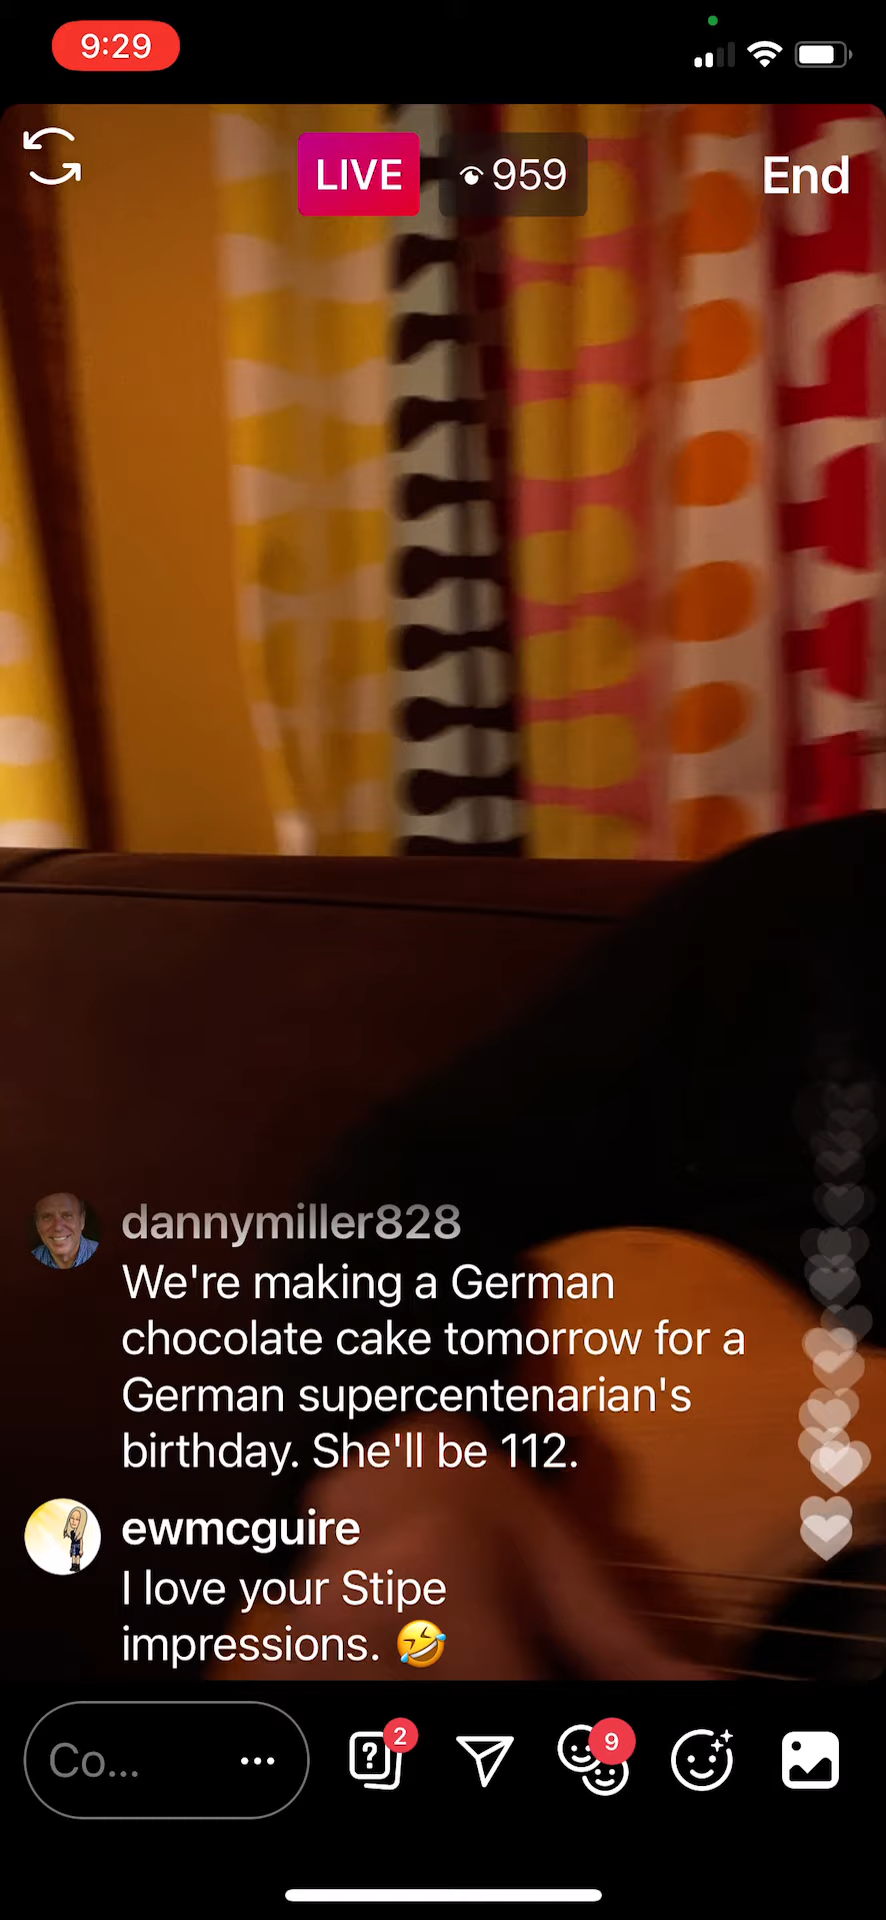 9:29
LIVE
959
End
dannymiller828
We're making a German
chocolate cake tomorrow for a
German supercentenarian's
birthday. She'll be 112.
ewmcguire
I love your Stipe
impressions. 🤣
Co...
2
9